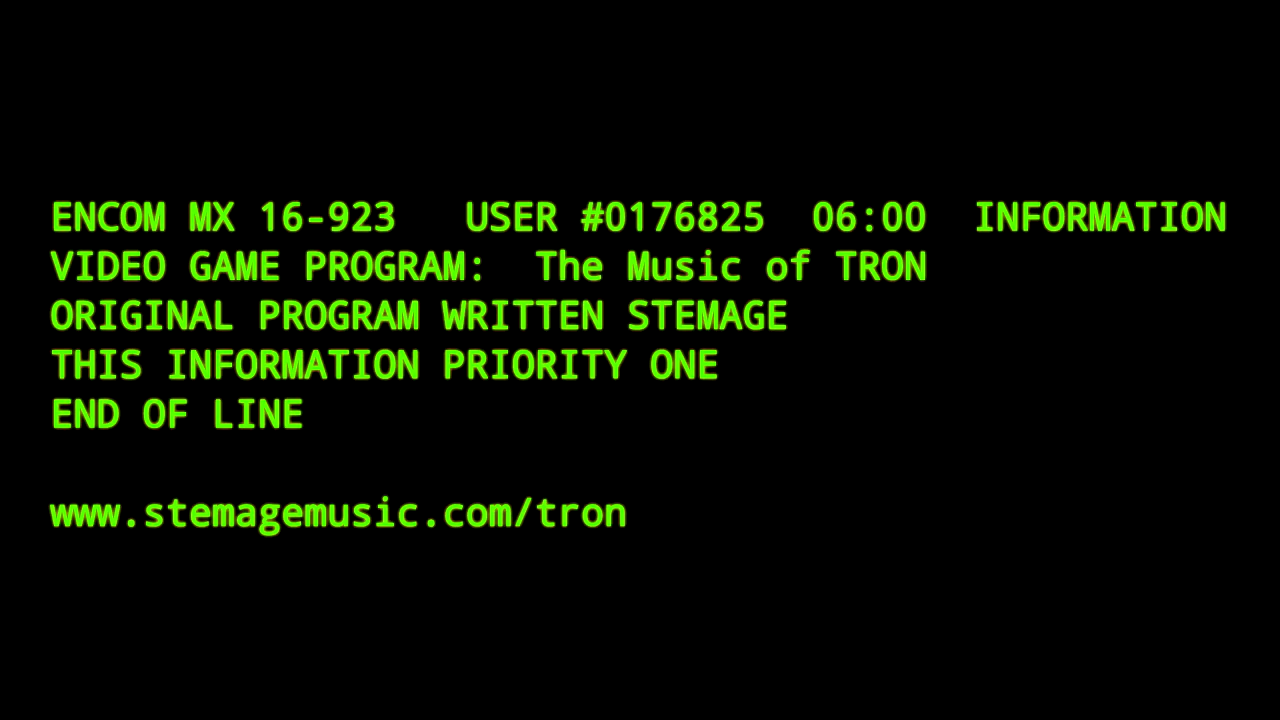 ENCOM MX 16-923   USER #0176825  06:00  INFORMATION
VIDEO GAME PROGRAM:  The Music of TRON
ORIGINAL PROGRAM WRITTEN STEMAGE
THIS INFORMATION PRIORITY ONE
END OF LINE
www.stemagemusic.com/tron